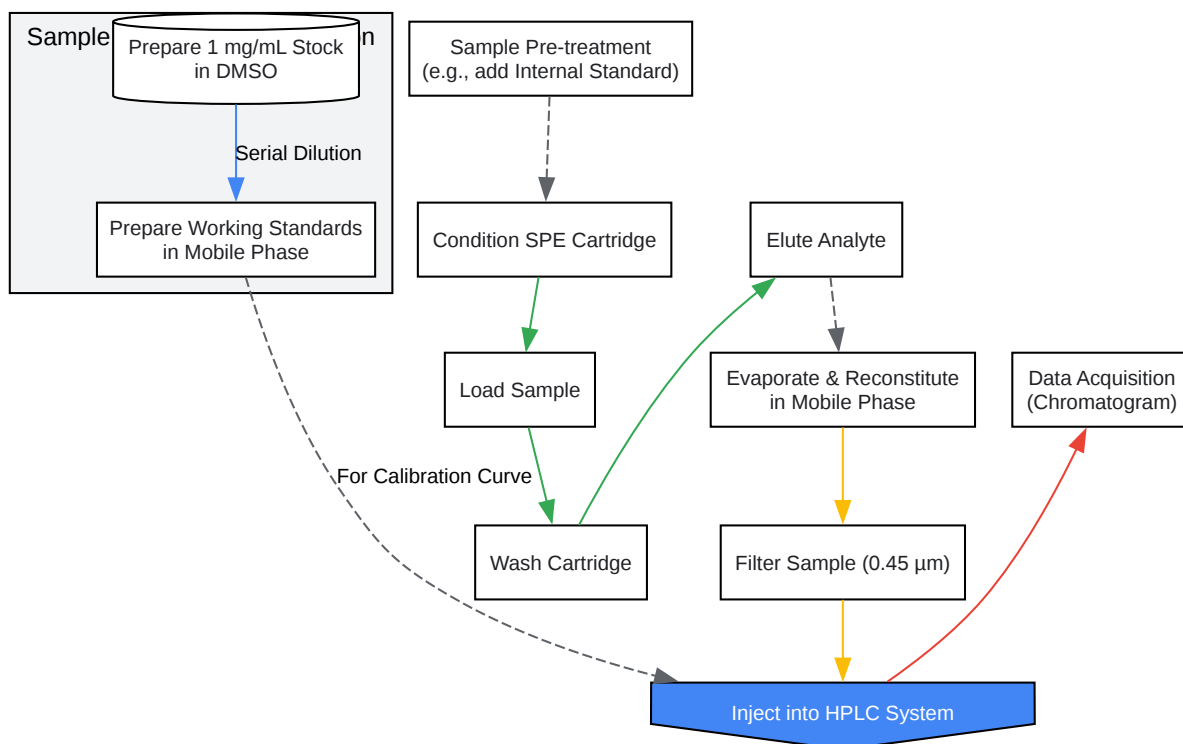 Sample
Prepare 1 mg/mL Stock
in DMSO
Serial Dilution
Prepare Working Standards
in Mobile Phase
Sample Pre-treatment
(e.g., add Internal Standard)
Condition SPE Cartridge
Elute Analyte
Load Sample
Evaporate & Reconstitute
in Mobile Phase
Data Acquisition
(Chromatogram)
For Calibration Curve
Wash Cartridge
Filter Sample (0.45 µm)
Inject into HPLC System